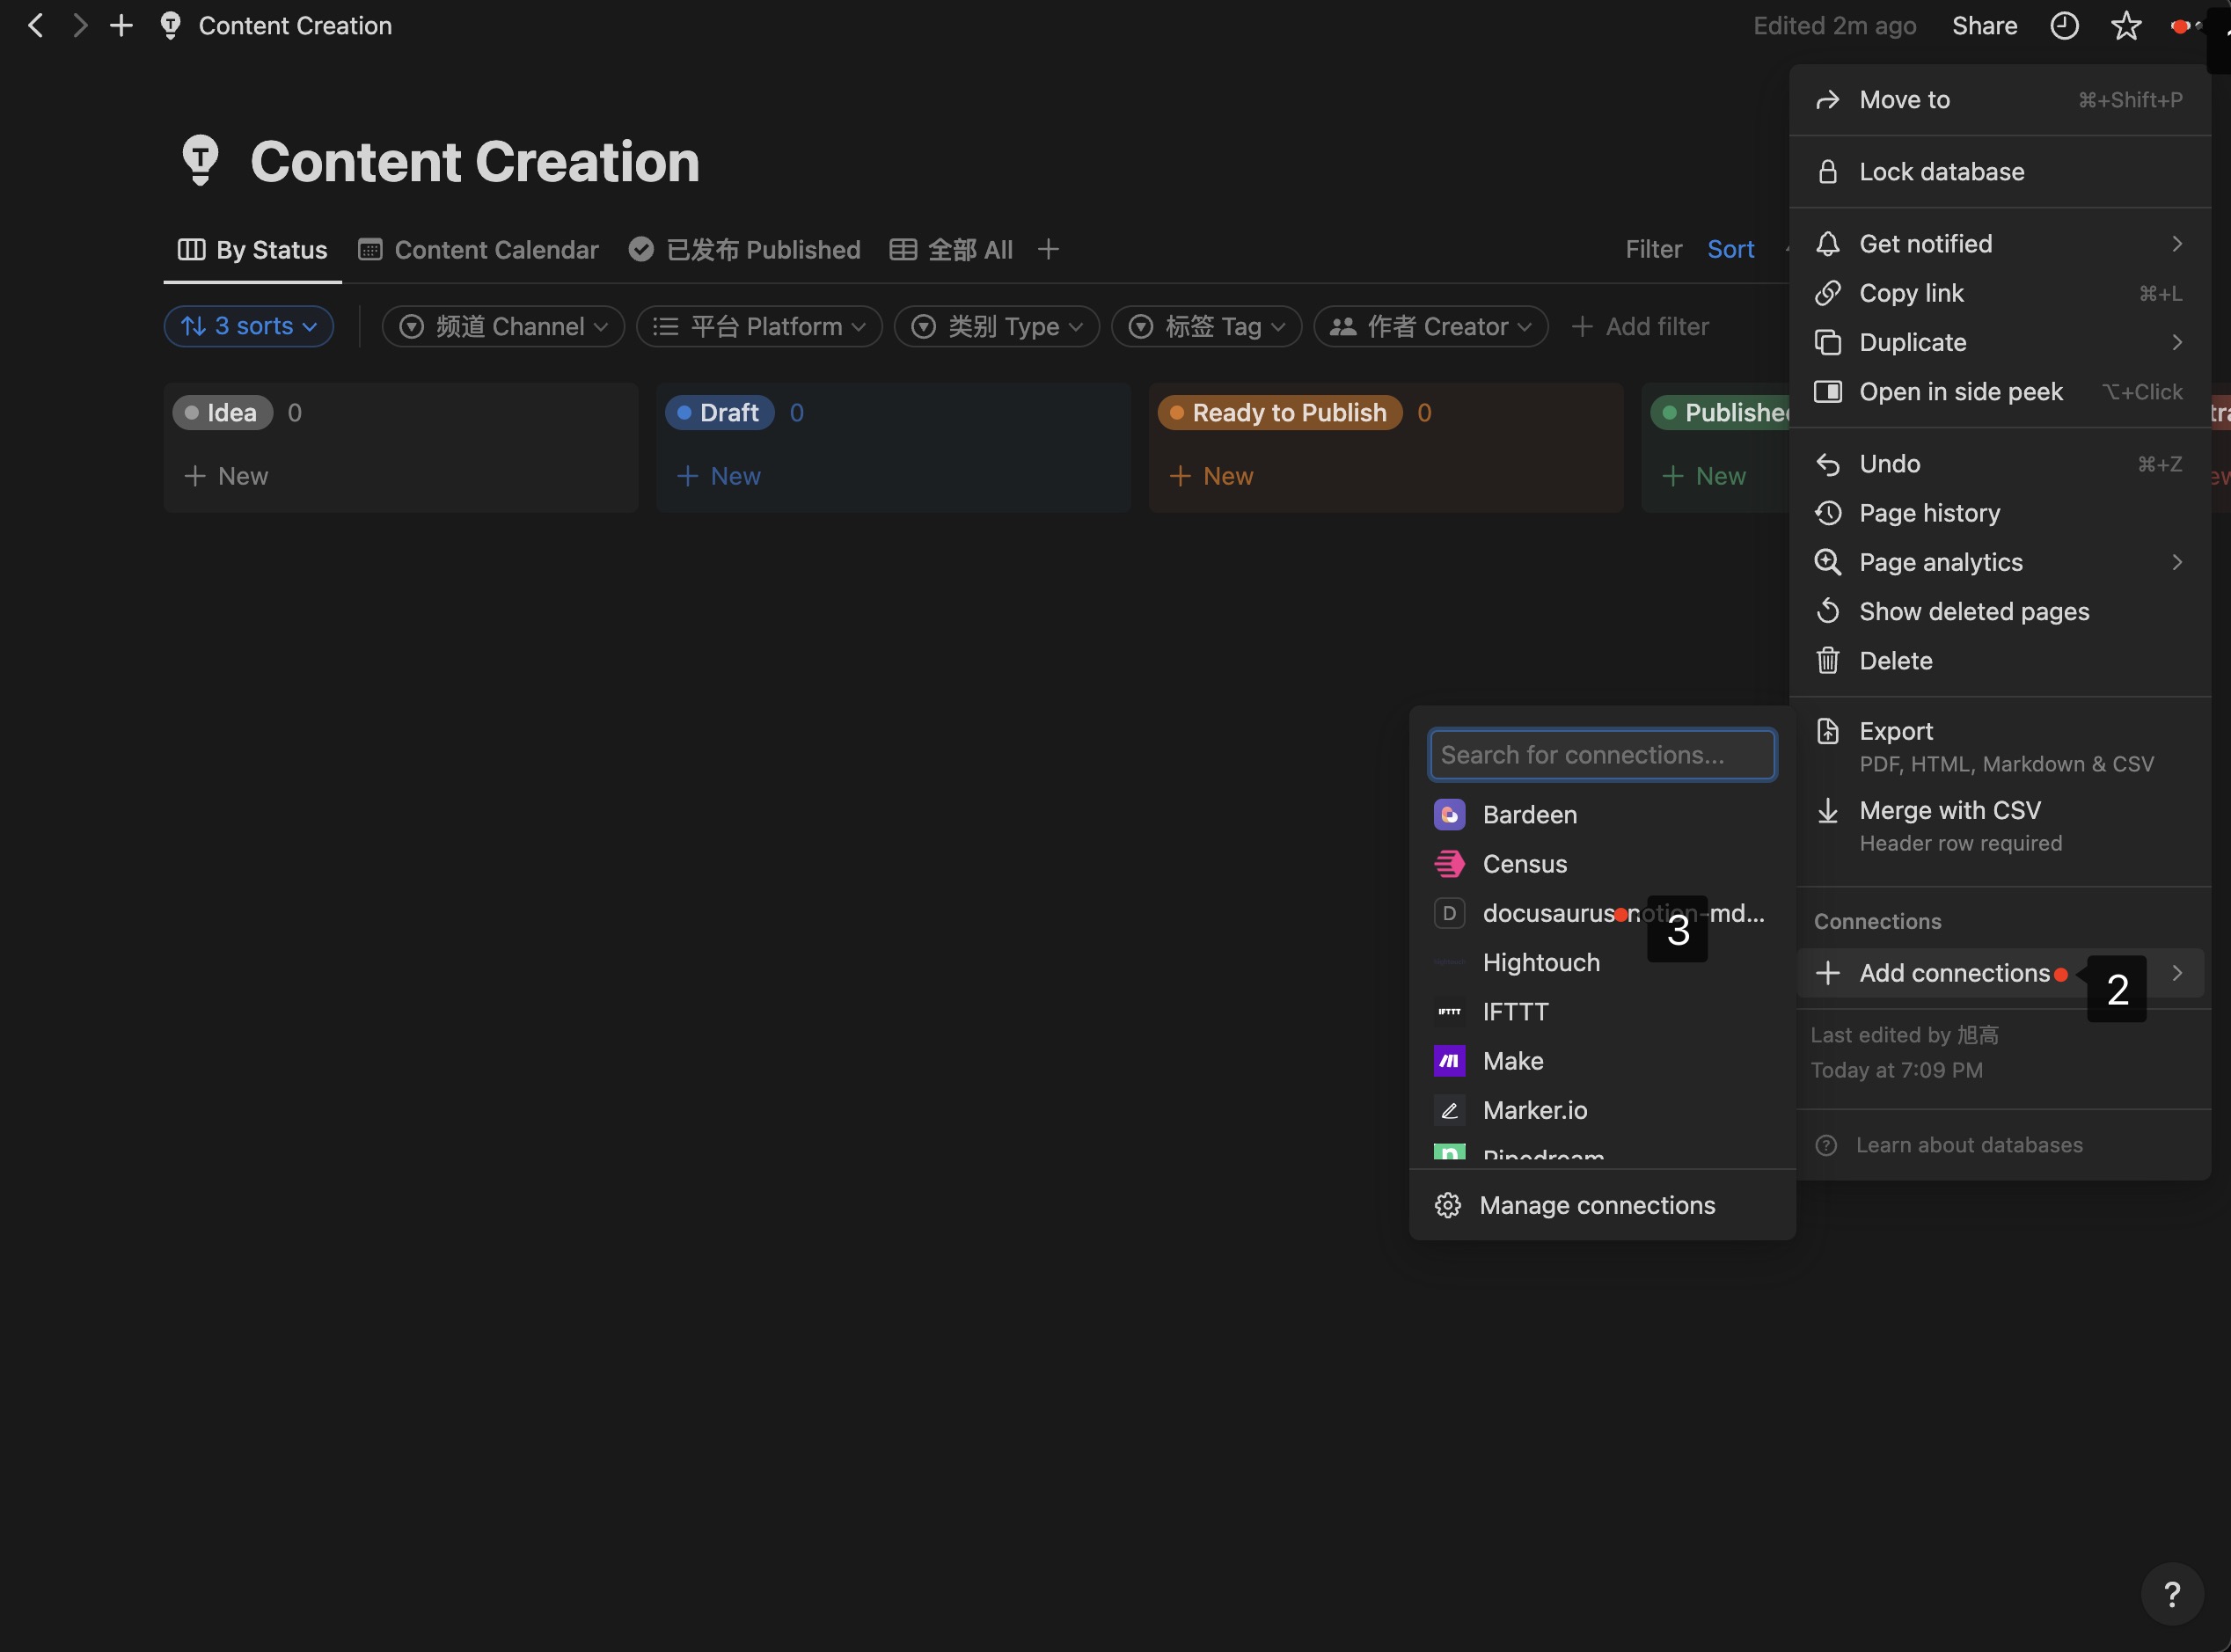 Content Creation
Edited 2m ago Share
Content Creation
By Status Content Calendar 已发布 Published 全部 All
Filter Sort
3 sorts 频道 Channel 平台 Platform 类别 Type 标签 Tag 作者 Creator Add filter
Idea 0
New
Draft 0
New
Ready to Publish 0
New
Published
New
Move to ⌘+Shift+P
Lock database
Get notified
Copy link ⌘+L
Duplicate
Open in side peek ⌥+Click
Undo ⌘+Z
Page history
Page analytics
Show deleted pages
Delete
Export
PDF, HTML, Markdown & CSV
Merge with CSV
Header row required
Connections
Add connections 2
Last edited by 旭高
Today at 7:09 PM
Learn about databases
Search for connections...
Bardeen
Census
D docusaurus-notion-md...
3
Hightouch
IFTTT IFTTT
Make
Marker.io
Pipedream
Manage connections
?